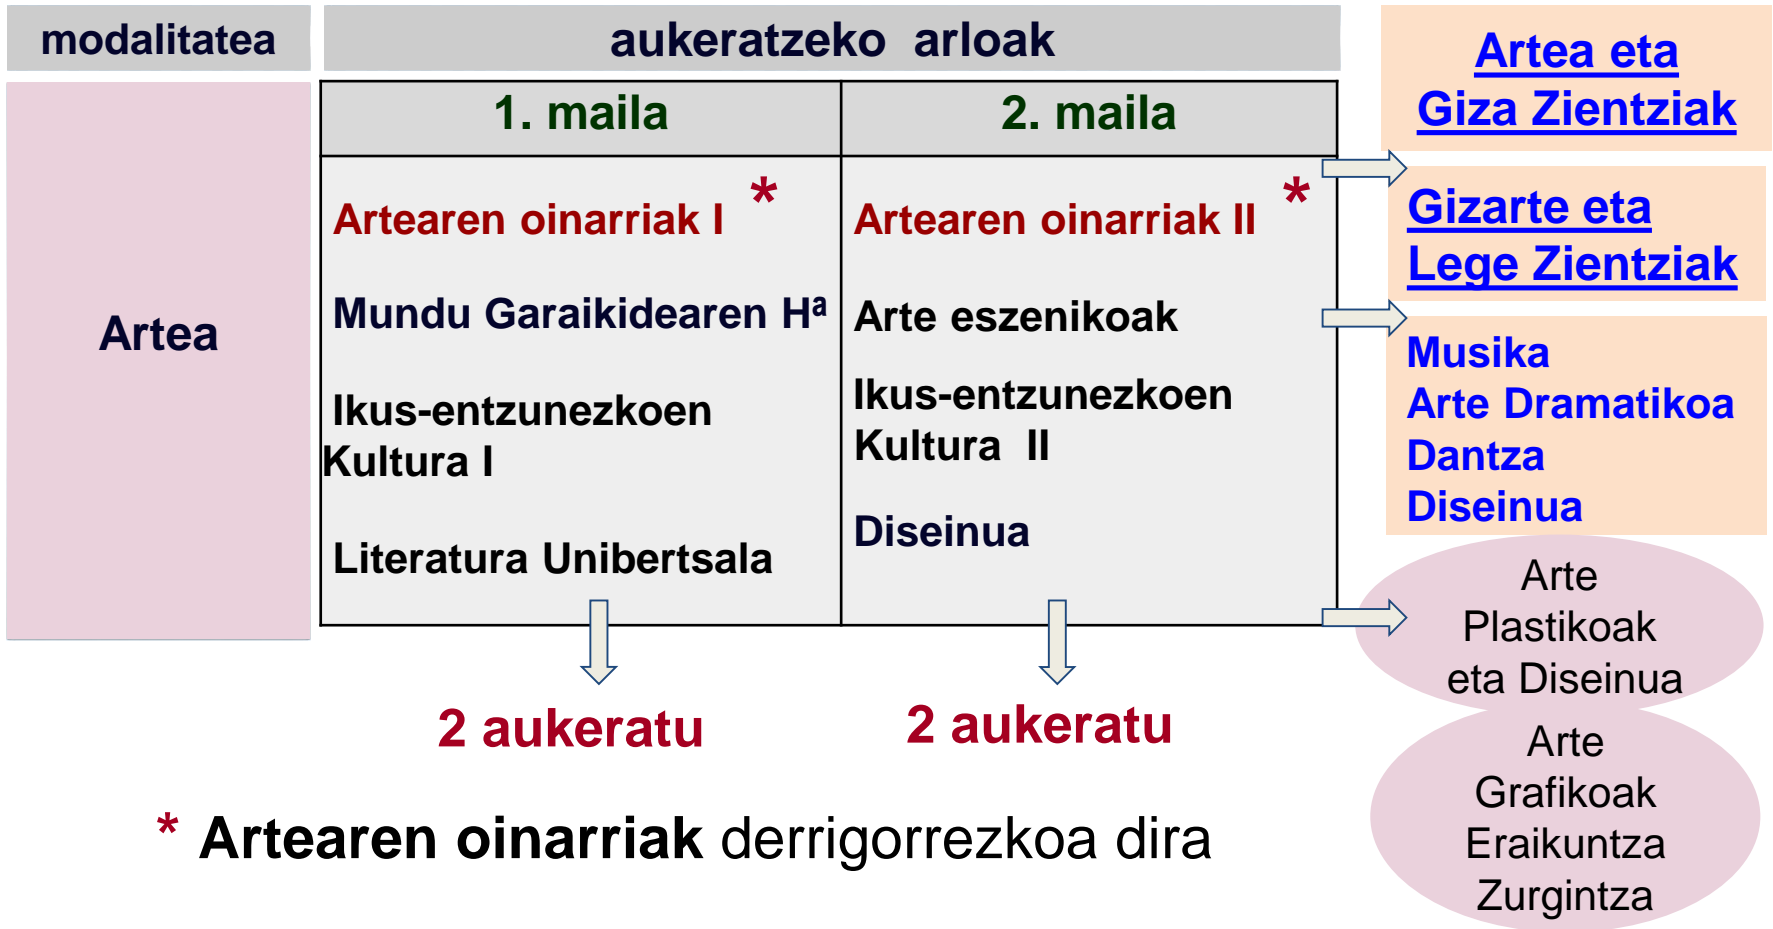 modalitatea
aukeratzeko arloak
1. maila
2. maila
Artea
Artearen oinarriak I *
Mundu Garaikidearen Hª
Ikus-entzunezkoen
Kultura I
Literatura Unibertsala
Artearen oinarriak II *
Arte eszenikoak
Ikus-entzunezkoen
Kultura II
Diseinua
2 aukeratu
2 aukeratu
* Artearen oinarriak derrigorrezkoa dira
Artea eta
Giza Zientziak
Gizarte eta
Lege Zientziak
Musika
Arte Dramatikoa
Dantza
Diseinua
Arte
Plastikoak
eta Diseinua
Arte
Grafikoak
Eraikuntza
Zurgintza